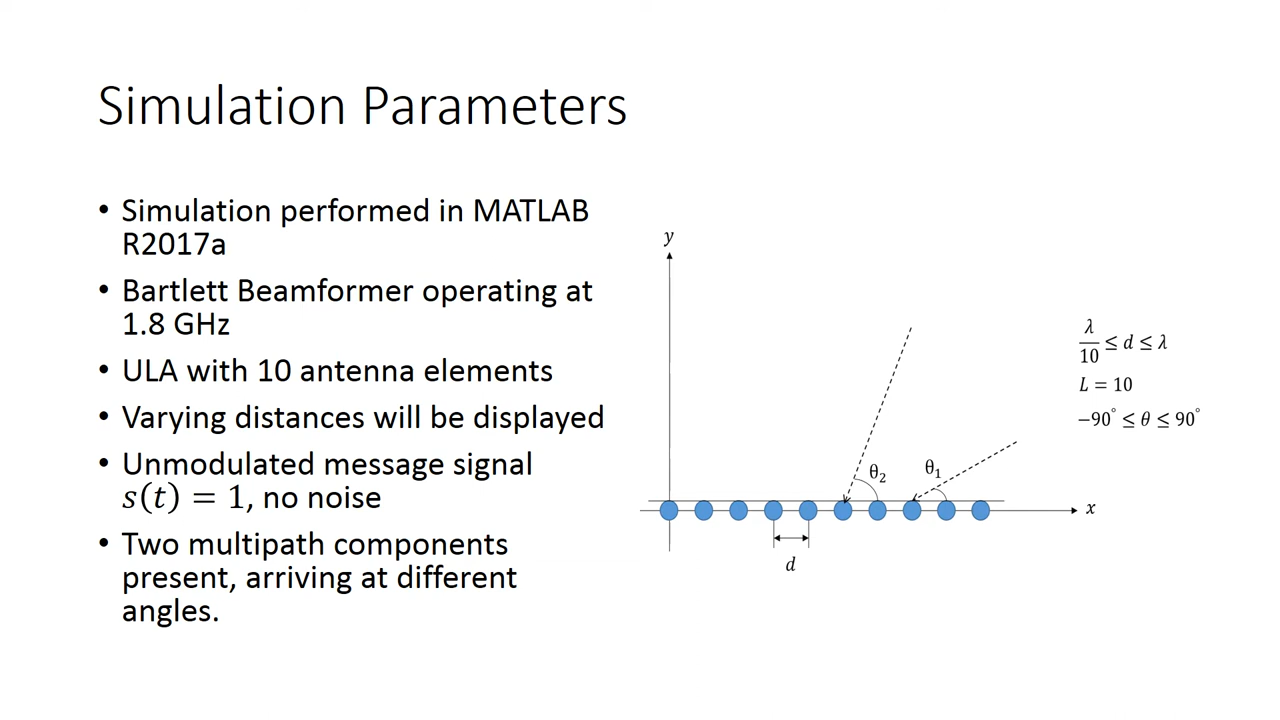 Simulation Parameters
• Simulation performed in MATLAB
R2017a
• Bartlett Beamformer operating at
1.8 GHz
• ULA with 10 antenna elements
• Varying distances will be displayed
• Unmodulated message signal
𝑠(𝑡) = 1, no noise
• Two multipath components
present, arriving at different
angles.
y
θ₂
θ₁
x
d
λ/10 ≤ d ≤ λ
L = 10
−90° ≤ θ ≤ 90°